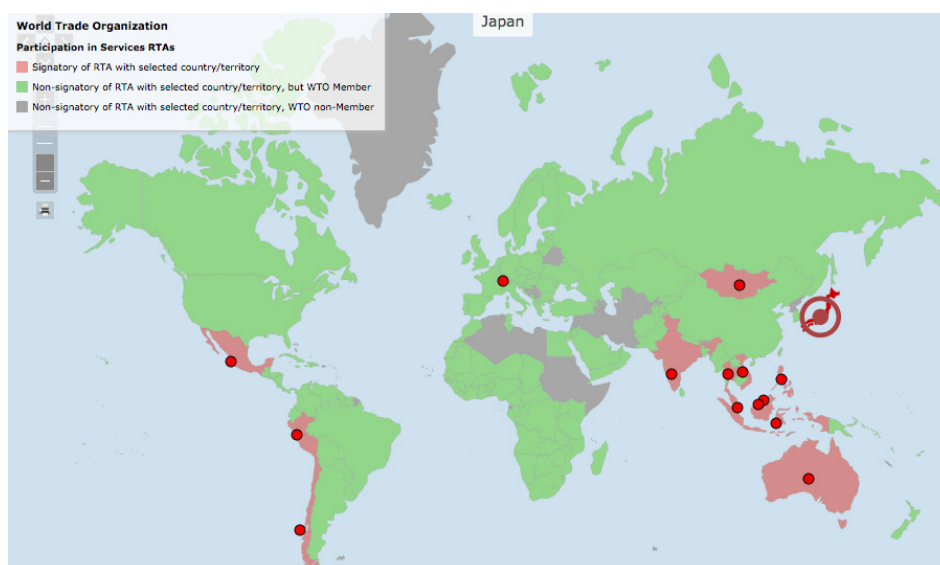 World Trade Organization
Japan
Participation in Services RTAs
Signatory of RTA with selected country/territory
Non-signatory of RTA with selected country/territory, but WTO Member
Non-signatory of RTA with selected country/territory, WTO non-Member